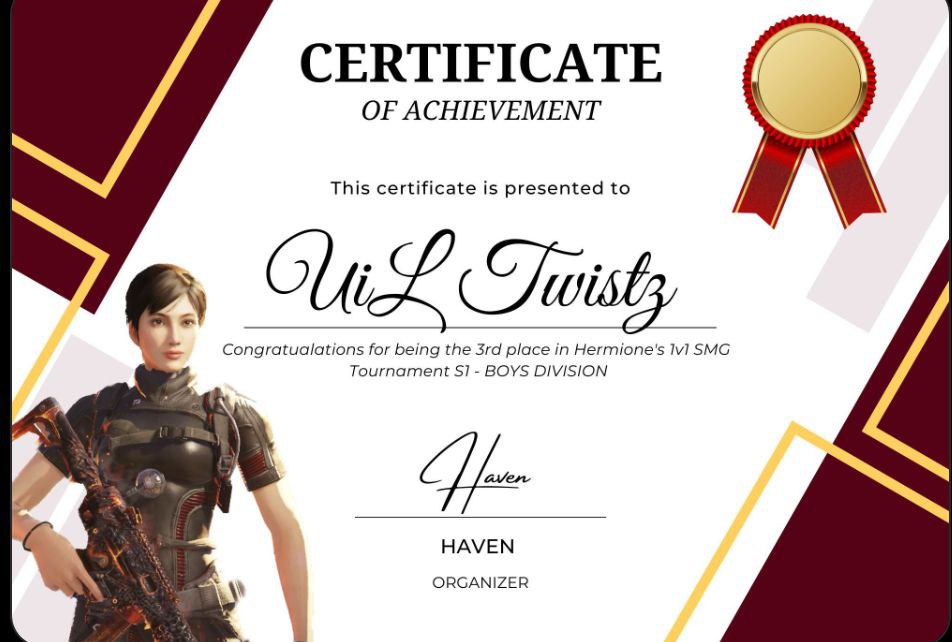 CERTIFICATE
OF ACHIEVEMENT
This certificate is presented to
UiL Twistz
Congratualations for being the 3rd place in Hermione's 1v1 SMG
Tournament S1 - BOYS DIVISION
Haven
HAVEN
ORGANIZER